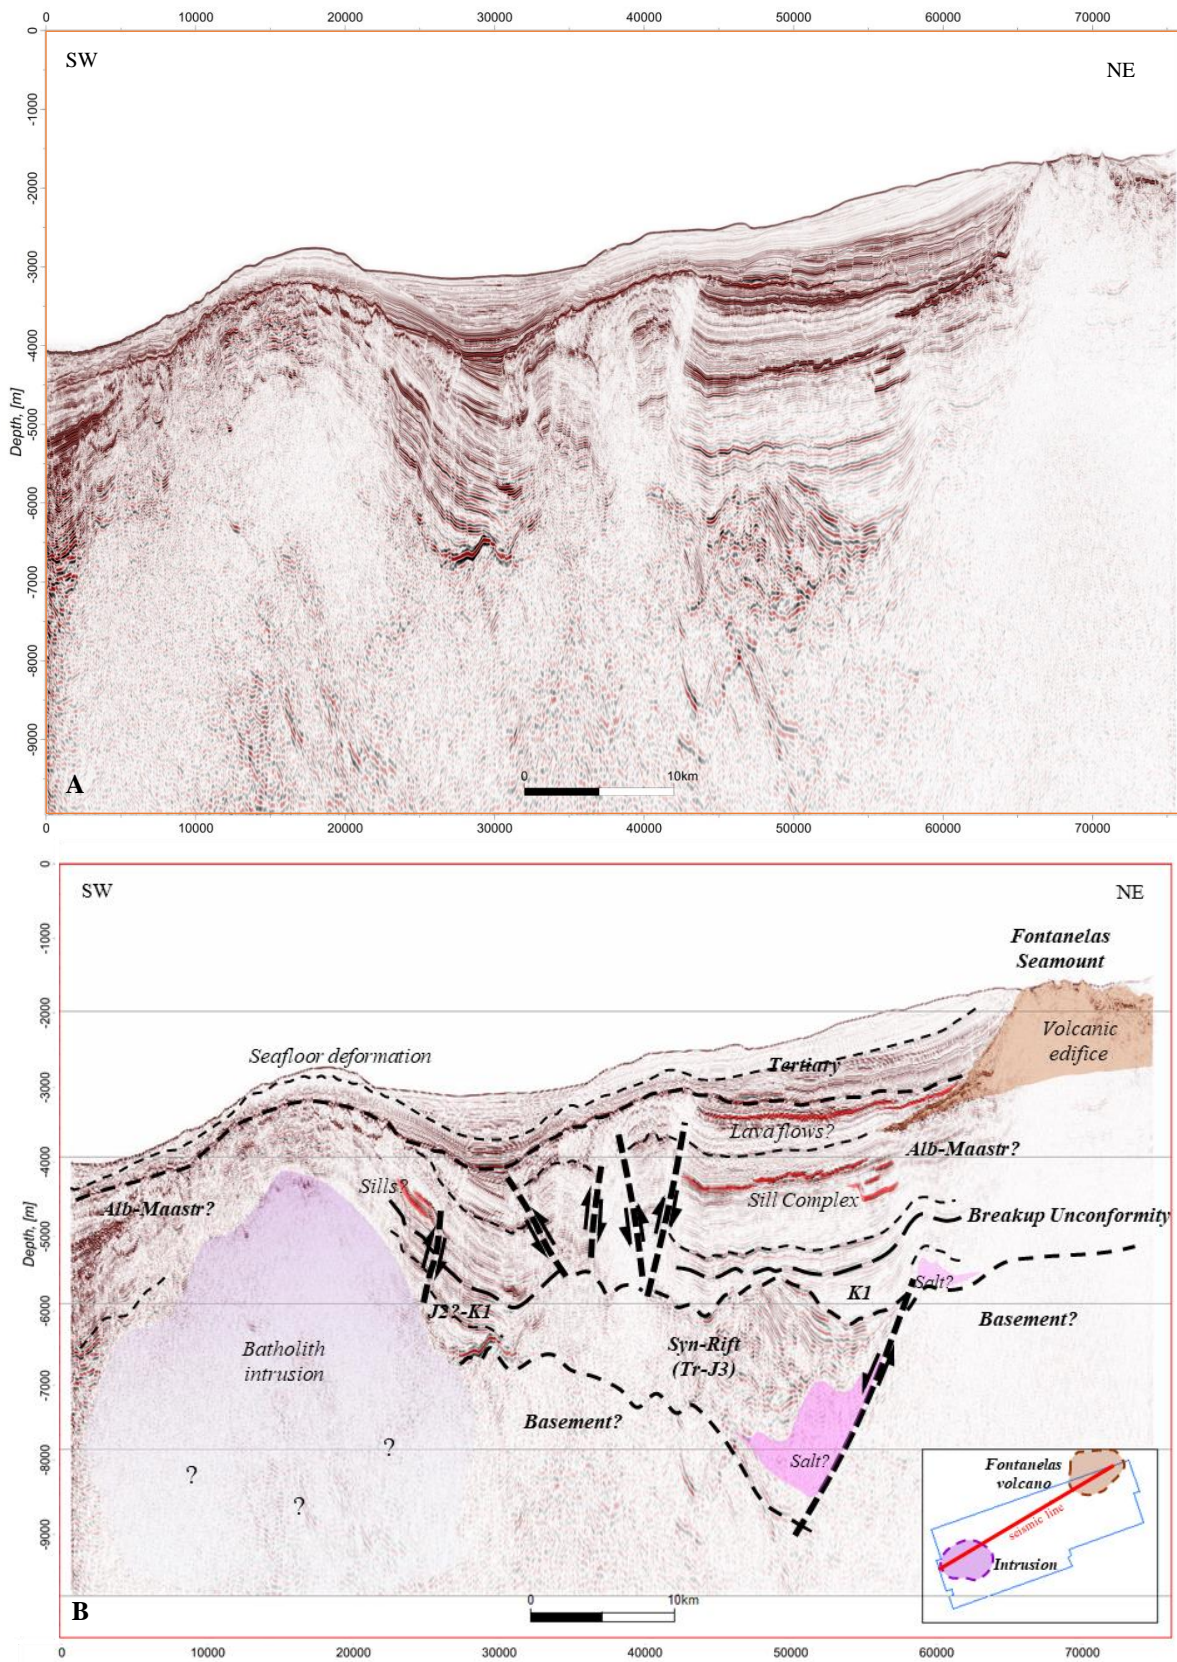 0 10000 20000 30000 40000 50000 60000 70000
SW
NE
0
-1000
-2000
-3000
-4000
-5000
-6000
-7000
-8000
-9000
Depth, [m]
0 10km
A
0 10000 20000 30000 40000 50000 60000 70000
SW
NE
0
-1000
-2000
-3000
-4000
-5000
-6000
-7000
-8000
-9000
Depth, [m]
Fontanelas
Seamount
Volcanic
edifice
Seafloor deformation
Tertiary
Lava flows?
Alb-Maastr?
Sills?
Sill Complex
Alb-Maastr?
Breakup Unconformity
Salt?
K1
J2?-K1
Basement?
Syn-Rift
(Tr-J3)
Batholith
intrusion
Basement?
?
?
?
Salt?
Fontanelas
volcano
seismic line
Intrusion
B
0 10km
0 10000 20000 30000 40000 50000 60000 70000